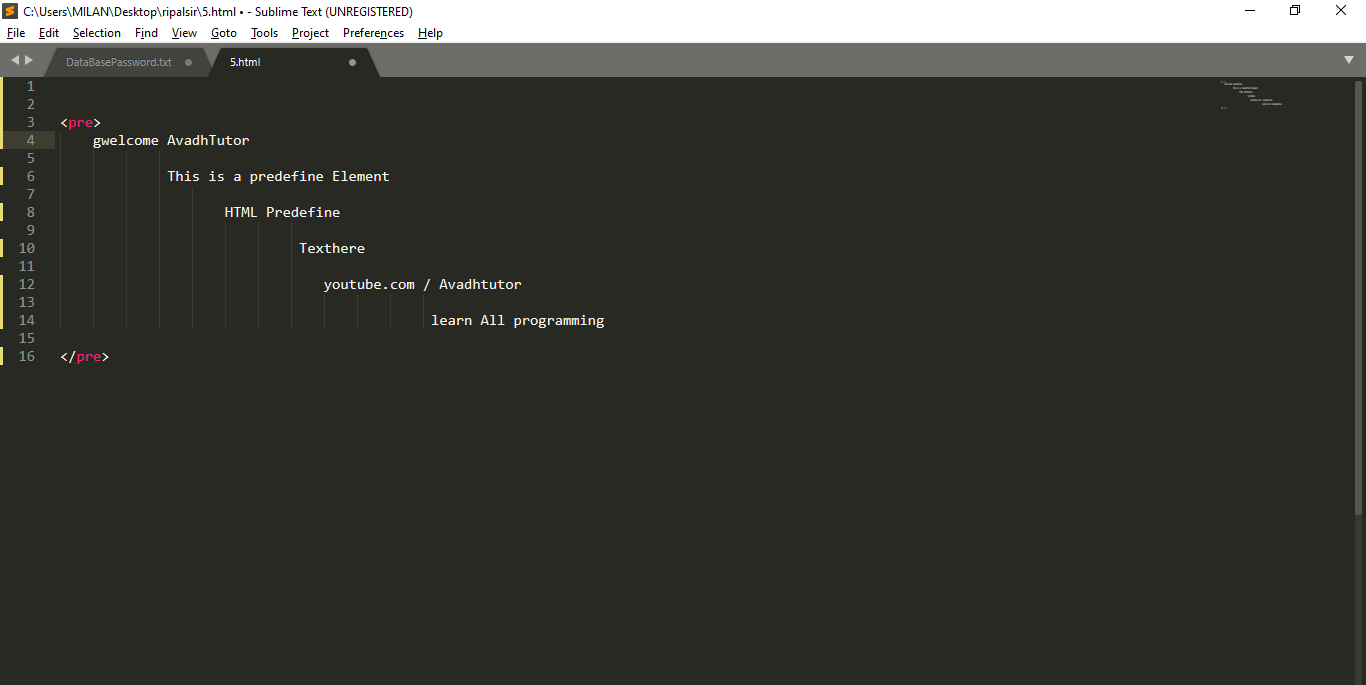 C:\Users\MILAN\Desktop\ripalsir\5.html • - Sublime Text (UNREGISTERED)
File Edit Selection Find View Goto Tools Project Preferences Help
DataBasePassword.txt 5.html
1
2
3 <pre>
4 gwelcome AvadhTutor
5
6 This is a predefine Element
7
8 HTML Predefine
9
10 Texthere
11
12 youtube.com / Avadhtutor
13
14 learn All programming
15
16 </pre>